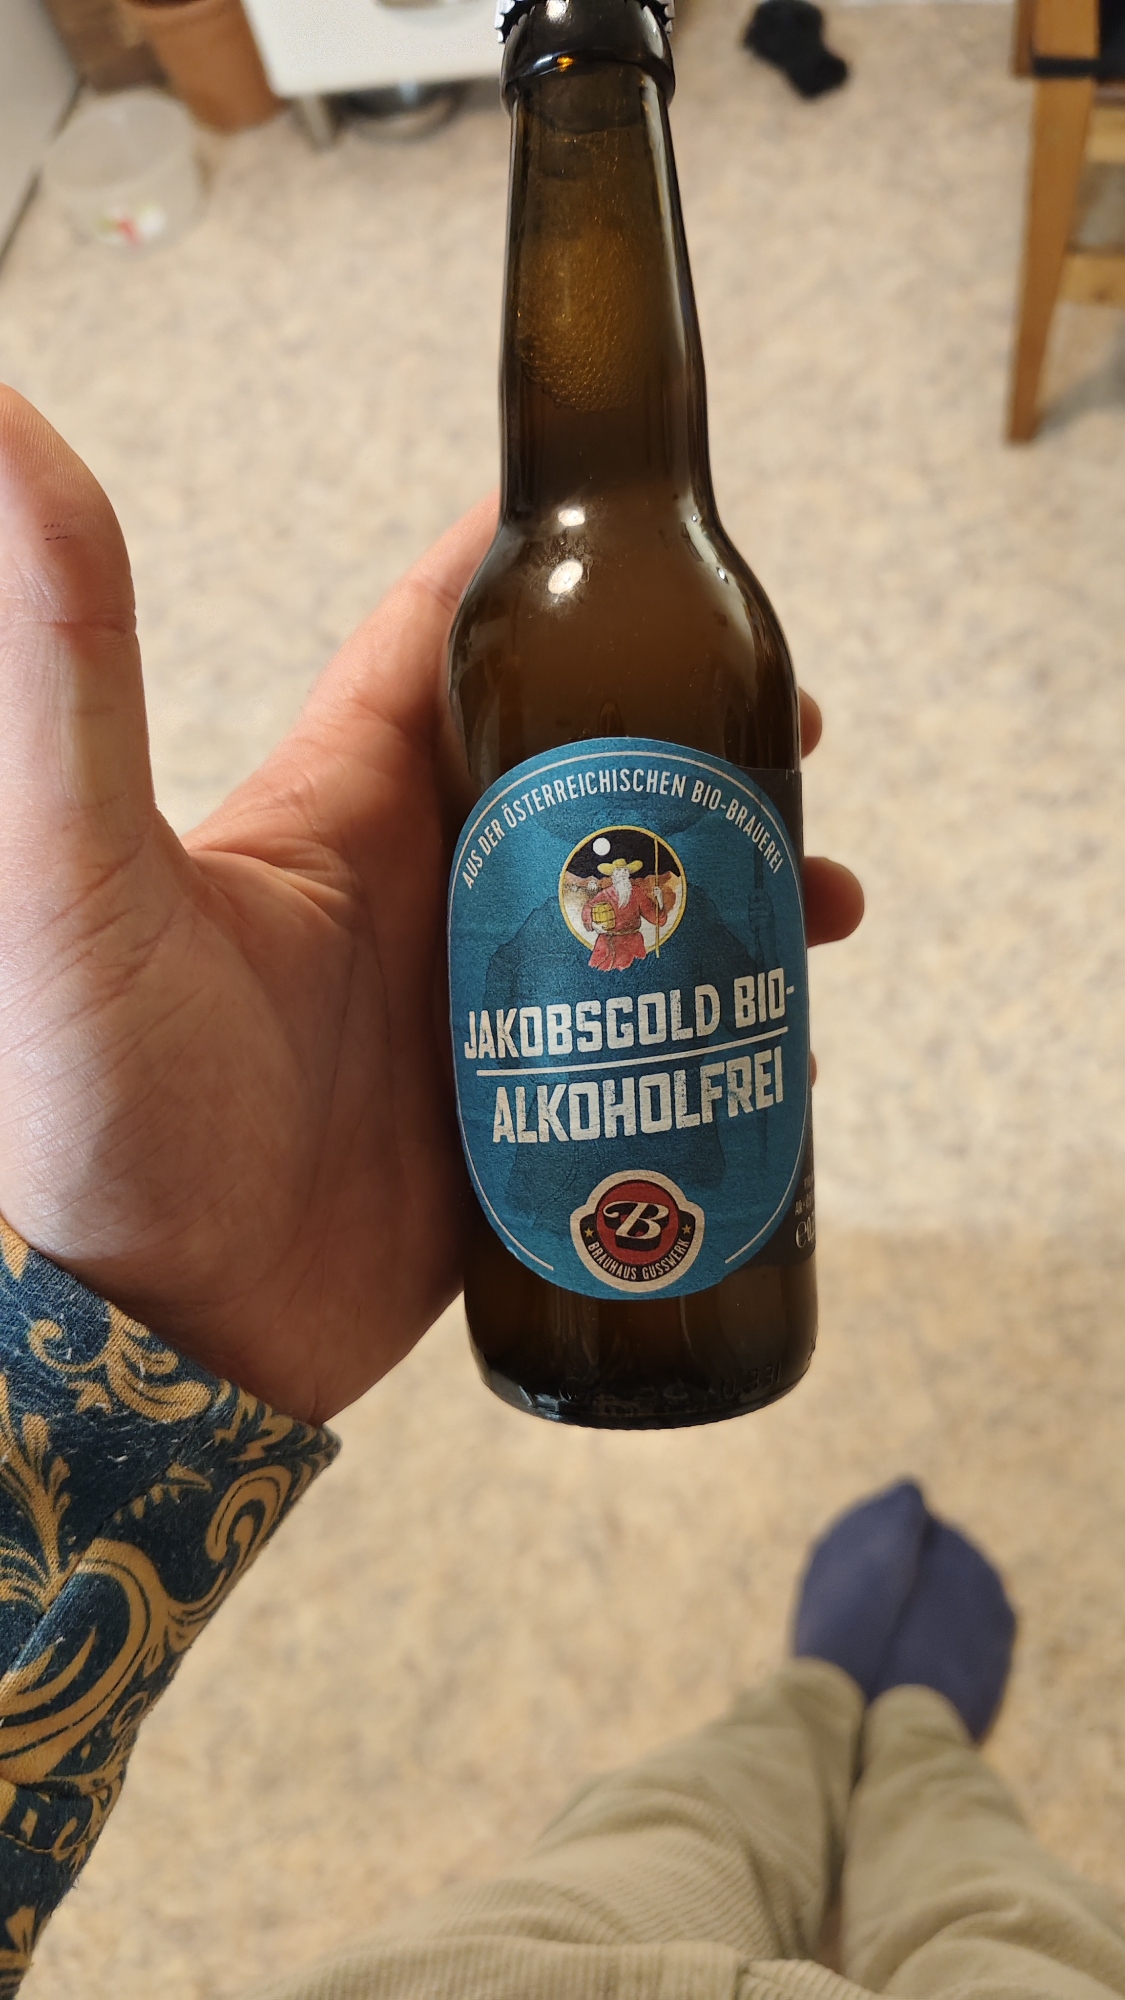 AUS DER ÖSTERREICHISCHEN BIO-BRAUEREI
JAKOBSGOLD BIO-
ALKOHOLFREI
B
BRAUHAUS GUSSWERK